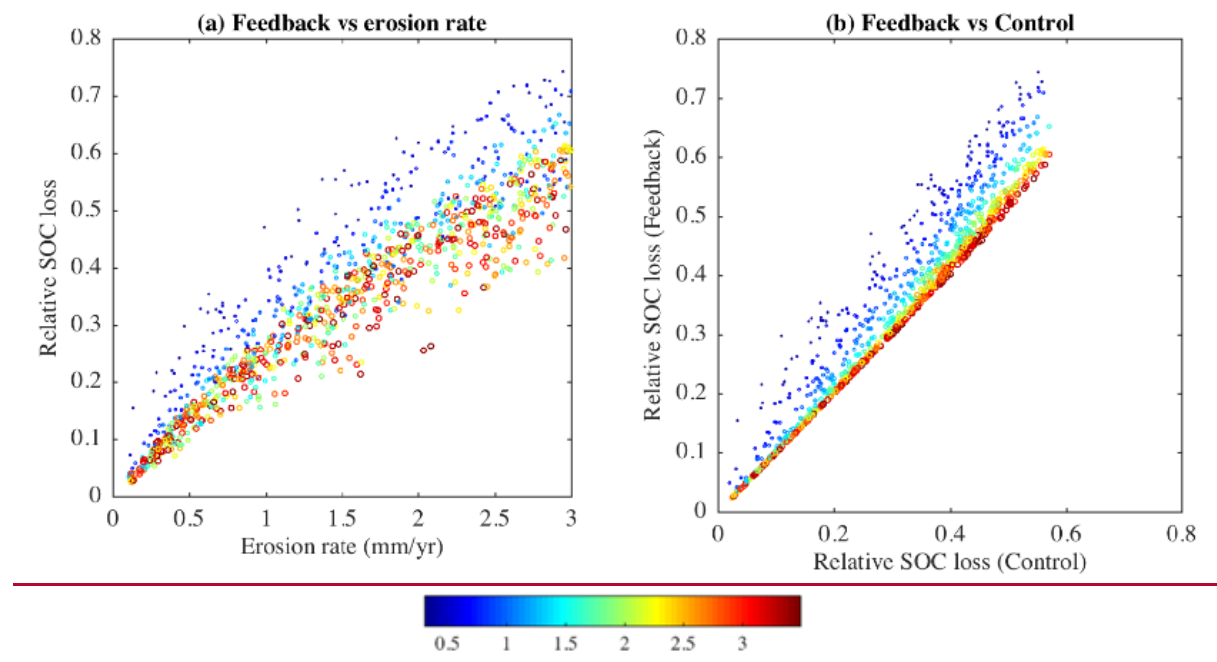 (a) Feedback vs erosion rate
0.8
0.7
0.6
0.5
0.4
0.3
0.2
0.1
0
Relative SOC loss
0 0.5 1 1.5 2 2.5 3
Erosion rate (mm/yr)
(b) Feedback vs Control
0.8
0.7
0.6
0.5
0.4
0.3
0.2
0.1
0
Relative SOC loss (Feedback)
0.2 0.4 0.6 0.8
Relative SOC loss (Control)
0.5 1 1.5 2 2.5 3